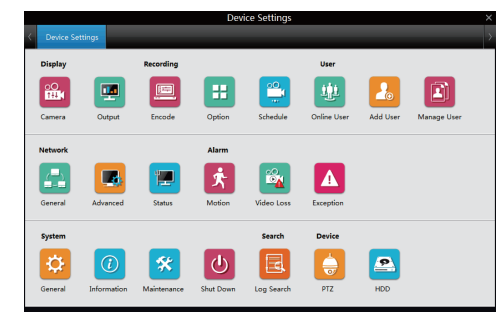 Device Settings
Device Settings
Display Recording User
Camera Output Encode Option Schedule Online User Add User Manage User
Network Alarm
General Advanced Status Motion Video Loss Exception
System Search Device
General Information Maintenance Shut Down Log Search PTZ HDD